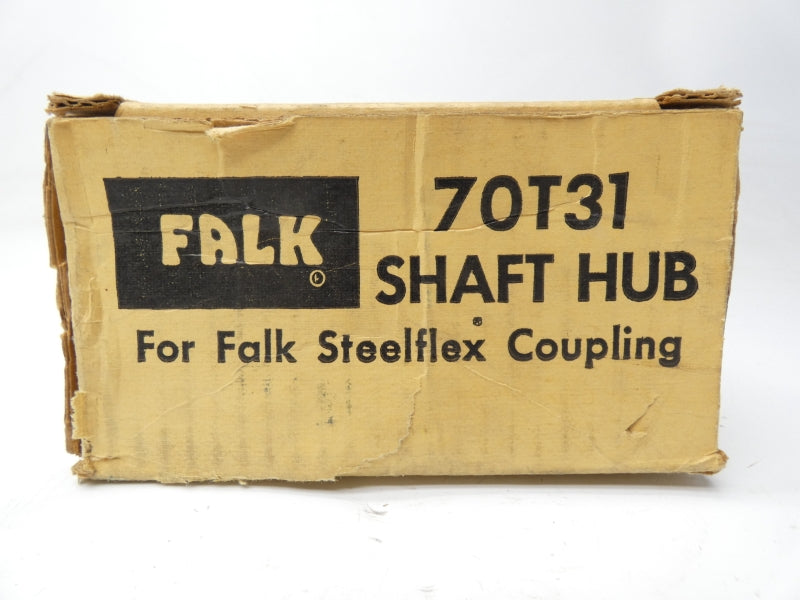 FALK
70T31
SHAFT HUB
For Falk Steelflex Coupling